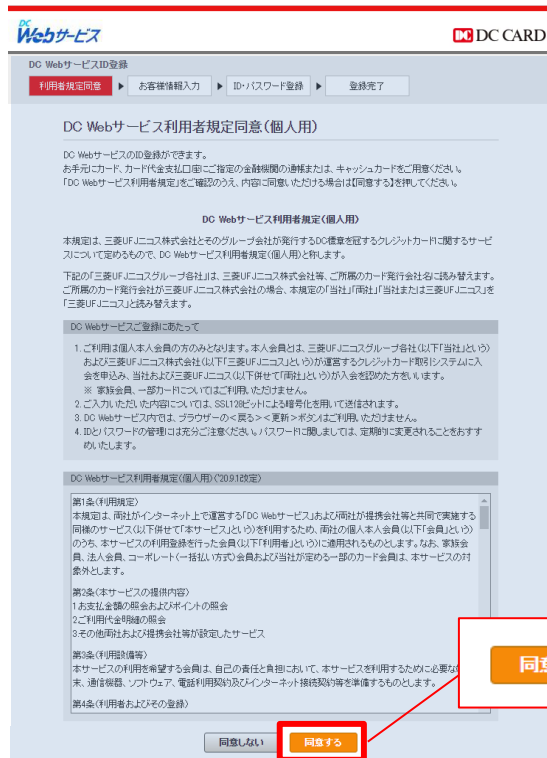 DC
Webサービス
DC DC CARD
DC WebサービスID登録
利用者規定同意 ▶ お客様情報入力 ▶ ID・パスワード登録 ▶ 登録完了
DC Webサービス利用者規定同意(個人用)
DC WebサービスのID登録ができます。
お手元にカード、カード代金支払口座にご指定の金融機関の通帳または、キャッシュカードをご用意ください。
「DC Webサービス利用者規定」をご確認のうえ、内容に同意いただける場合は【同意する】を押してください。
DC Webサービス利用者規定(個人用)
本規定は、三菱UFJニコス株式会社とそのグループ会社が発行するDC標章を冠するクレジットカードに関するサービ
スについて定めるもので、DC Webサービス利用者規定(個人用)と称します。
下記の「三菱UFJニコスグループ各社」は、三菱UFJニコス株式会社等、ご所属のカード発行会社名に読み替えます。
ご所属のカード発行会社が三菱UFJニコス株式会社の場合、本規定の「当社」「両社」「当社または三菱UFJニコス」を
「三菱UFJニコス」と読み替えます。
DC Webサービスご登録にあたって
1.ご利用は個人本人会員の方のみとなります。本人会員とは、三菱UFJニコスグループ各社(以下「当社」という)
および三菱UFJニコス株式会社(以下「三菱UFJニコス」という)が運営するクレジットカード取引システムに入
会を申込み、当社および三菱UFJニコス(以下併せて「両社」という)が入会を認めた方をいいます。
※ 家族会員、一部カードについてはご利用いただけません。
2.ご入力いただいた内容については、SSL128ビットによる暗号化を用いて送信されます。
3.DC Webサービス内では、ブラウザーの<戻る><更新>ボタンはご利用いただけません。
4.IDとパスワードの管理には充分ご注意ください。パスワードに関しましては、定期的に変更されることをおすす
めいたします。
DC Webサービス利用者規定(個人用)('20.9.1改定)
第1条(利用規定)
本規定は、両社がインターネット上で運営する「DC Webサービス」および両社が提携会社等と共同で実施する
同様のサービス(以下併せて「本サービス」という)を利用するため、両社の個人本人会員(以下「会員」という)
のうち、本サービスの利用登録を行った会員(以下「利用者」という)に適用されるものとします。なお、家族会
員、法人会員、コーポレート(一括払い方式)会員および当社が定める一部のカード会員は、本サービスの対
象外とします。
第2条(本サービスの提供内容)
1.お支払金額の照会およびポイントの照会
2.ご利用代金明細の照会
3.その他両社および提携会社等が設定したサービス
第3条(利用設備等)
本サービスの利用を希望する会員は、自己の責任と負担において、本サービスを利用するために必要な
末、通信機器、ソフトウェア、電話利用契約及びインターネット接続契約等を準備するものとします。
第4条(利用者およびその登録)
同意しない 同意する
同意